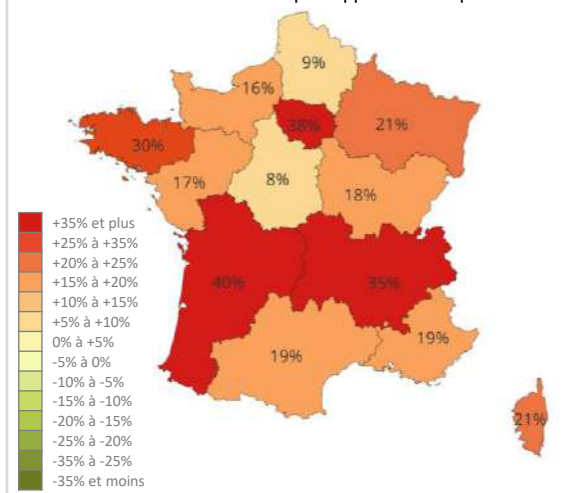 9%
16%
38%
21%
30%
17%
8%
18%
+35% et plus
+25% à +35%
+20% à +25%
+15% à +20%
+10% à +15%
+5% à +10%
0% à +5%
-5% à 0%
-10% à -5%
-15% à -10%
-20% à -15%
-25% à -20%
-35% à -25%
-35% et moins
40%
35%
19%
19%
21%